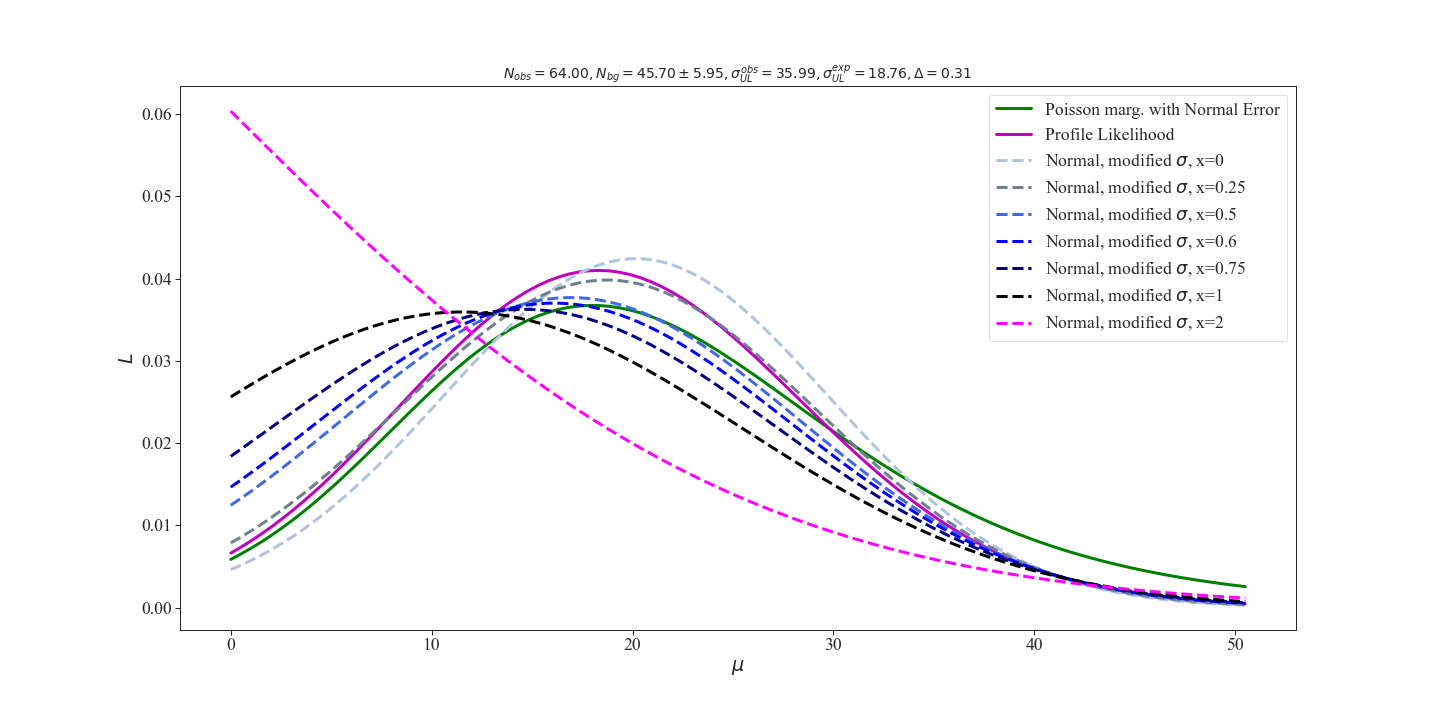 N_obs = 64.00, N_bg = 45.70 ± 5.95, σ_UL^obs = 35.99, σ_UL^exp = 18.76, Δ = 0.31
0.06
0.05
0.04
0.03
0.02
0.01
0.00
L
0 10 20 30 40 50
μ
Poisson marg. with Normal Error
Profile Likelihood
Normal, modified σ, x=0
Normal, modified σ, x=0.25
Normal, modified σ, x=0.5
Normal, modified σ, x=0.6
Normal, modified σ, x=0.75
Normal, modified σ, x=1
Normal, modified σ, x=2